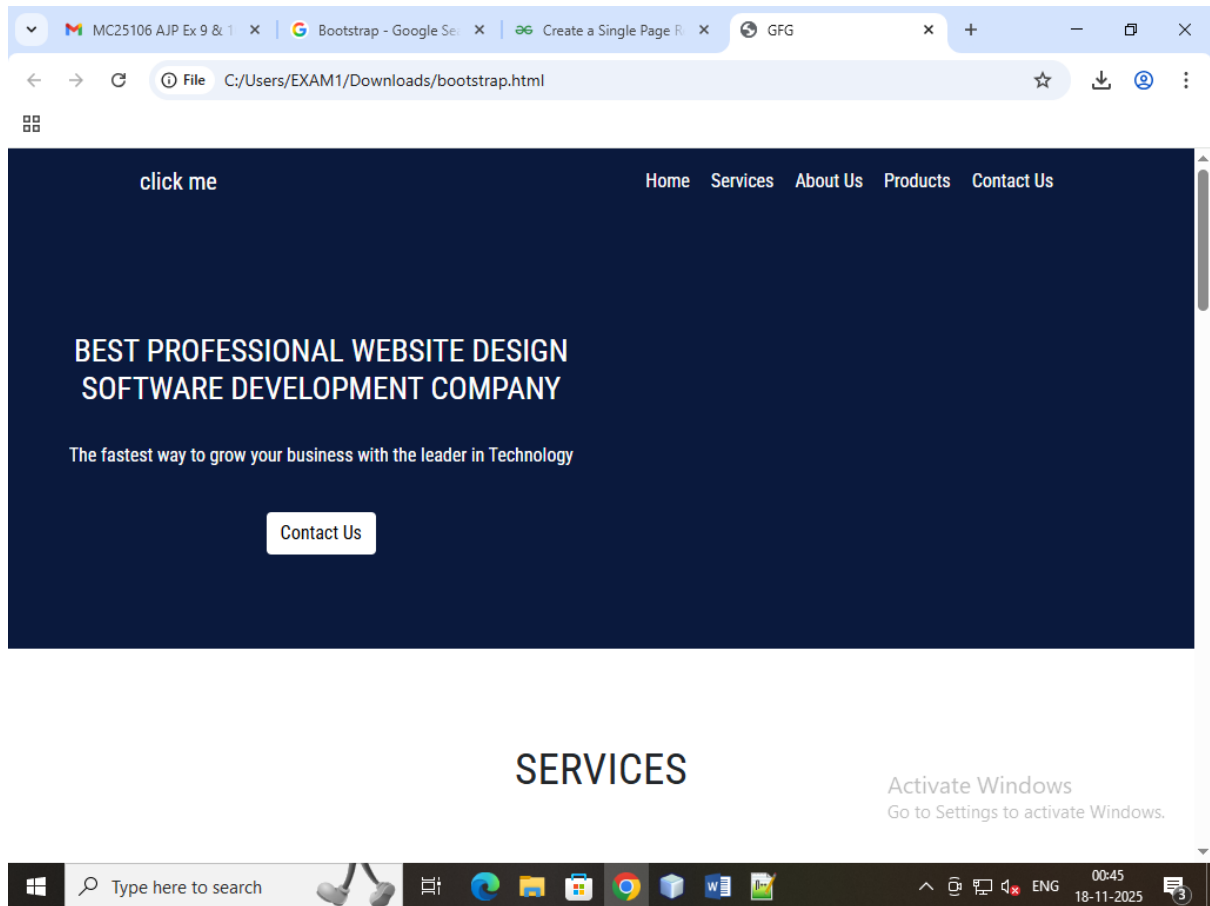 MC25106 AJP Ex 9 & 1
Bootstrap - Google Se
Create a Single Page R
GFG
File C:/Users/EXAM1/Downloads/bootstrap.html
click me
Home Services About Us Products Contact Us
BEST PROFESSIONAL WEBSITE DESIGN
SOFTWARE DEVELOPMENT COMPANY
The fastest way to grow your business with the leader in Technology
Contact Us
SERVICES
Activate Windows
Go to Settings to activate Windows.
Type here to search
ENG
00:45
18-11-2025
3